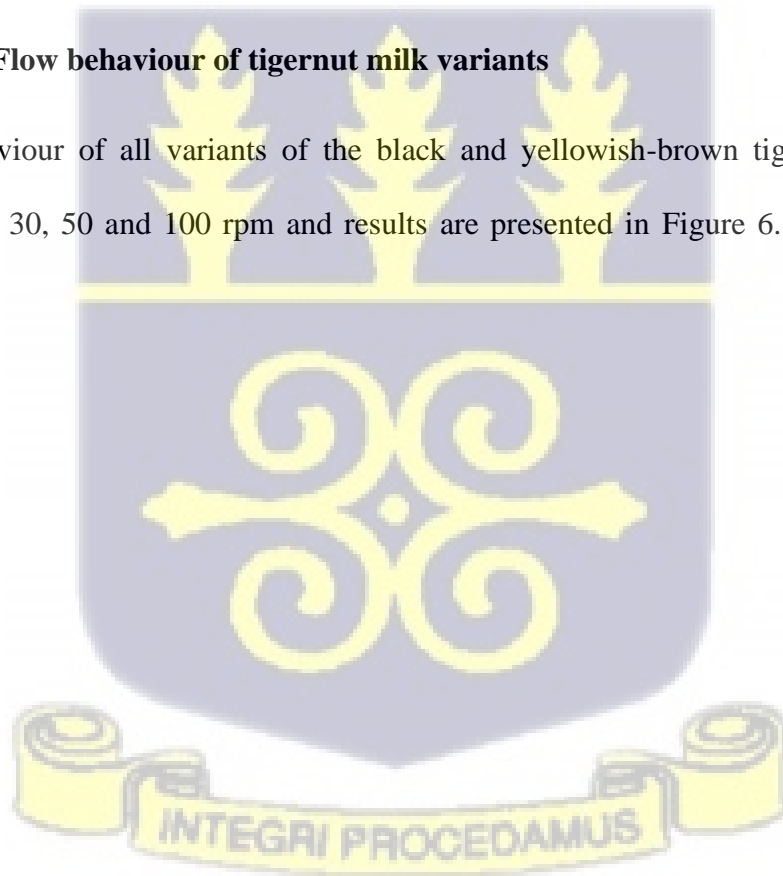 Flow behaviour of tigernut milk variants
viour of all variants of the black and yellowish-brown tig
30, 50 and 100 rpm and results are presented in Figure 6.
INTEGRI PROCEDAMUS